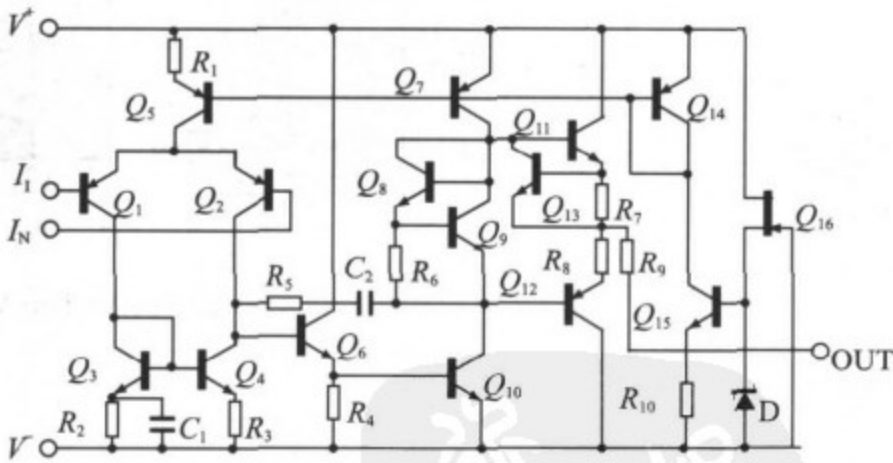 V⁺
R₁
Q₅
Q₇
Q₁₁
Q₁₄
I₁
Q₁
Q₂
Q₈
Q₁₃
R₇
Q₁₆
I_N
Q₉
R₅
C₂
R₆
Q₁₂
R₈
R₉
Q₁₅
Q₃
Q₄
Q₆
Q₁₀
OUT
R₂
C₁
R₃
R₄
R₁₀
D
V⁻